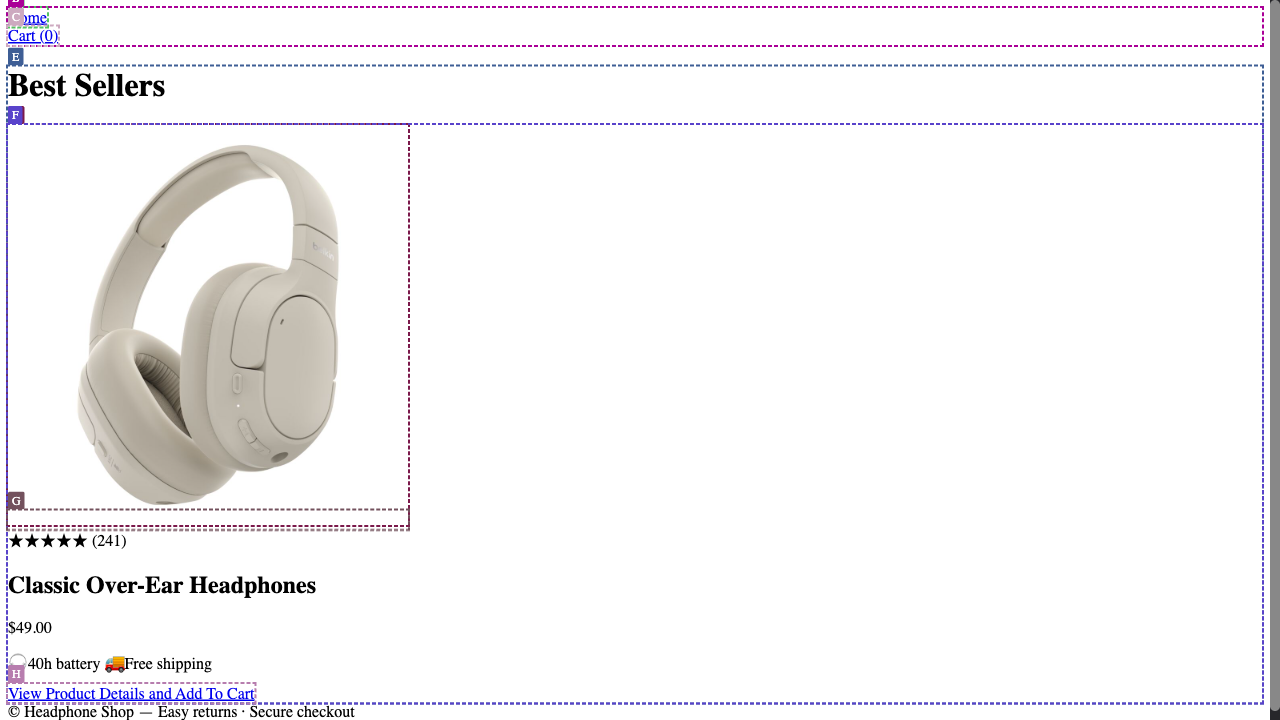 Home
Cart (0)
E
Best Sellers
F
G
★★★★★ (241)
Classic Over-Ear Headphones
$49.00
40h battery 🚚Free shipping
H
View Product Details and Add To Cart
© Headphone Shop — Easy returns · Secure checkout